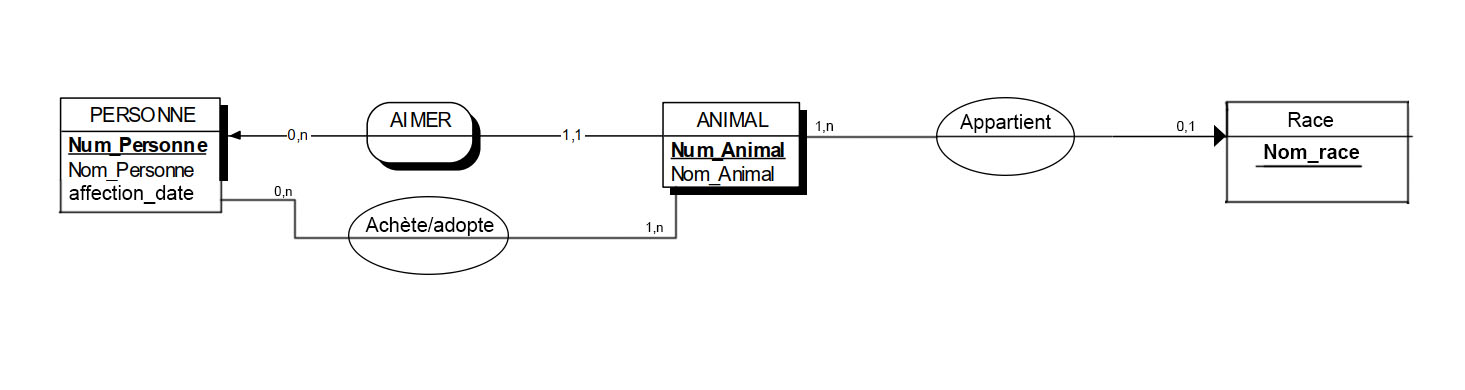 PERSONNE
Num_Personne
Nom_Personne
affection_date
0,n
AIMER
1,1
0,n
Achète/adopte
1,n
ANIMAL
Num_Animal
Nom_Animal
1,n
Appartient
0,1
Race
Nom_race